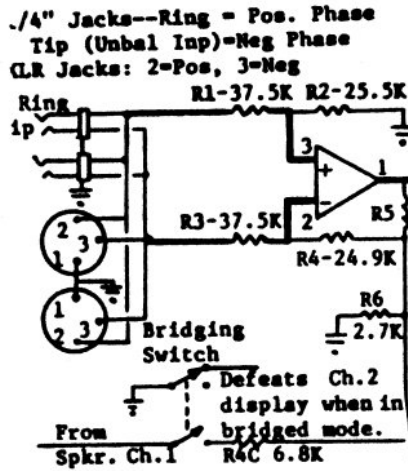 ./4" Jacks--Ring = Pos. Phase
Tip (Unbal Inp)=Neg Phase
XLR Jacks: 2=Pos, 3=Neg
Ring
ip
R1-37.5K
R2-25.5K
3
+
1
-
2
R5
R3-37.5K
R4-24.9K
2
3
1
1
3
2
R6
2.7K
Bridging
Switch
Defeats Ch.2
display when in
bridged mode.
From
Spkr. Ch.1
R4C 6.8K